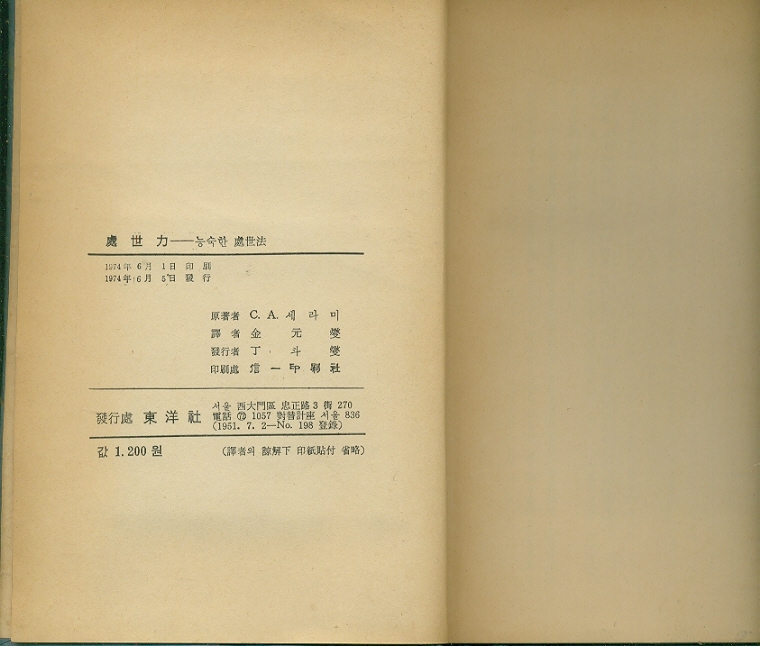 處世力──능숙한 處世法
1974年 6月 1日 印刷
1974年 6月 5日 發行
原著者 C. A. 세라미
譯者 金元燮
發行者 丁 斗燮
印刷處 信一印刷社
發行處 東洋社
서울 西大門區 忠正路 3街 270
電話 ㉎ 1057 對替計座 서울 836
(1951. 7. 2—No. 198 登錄)
값 1.200 원
(譯者의 諒解下 印紙貼付 省略)